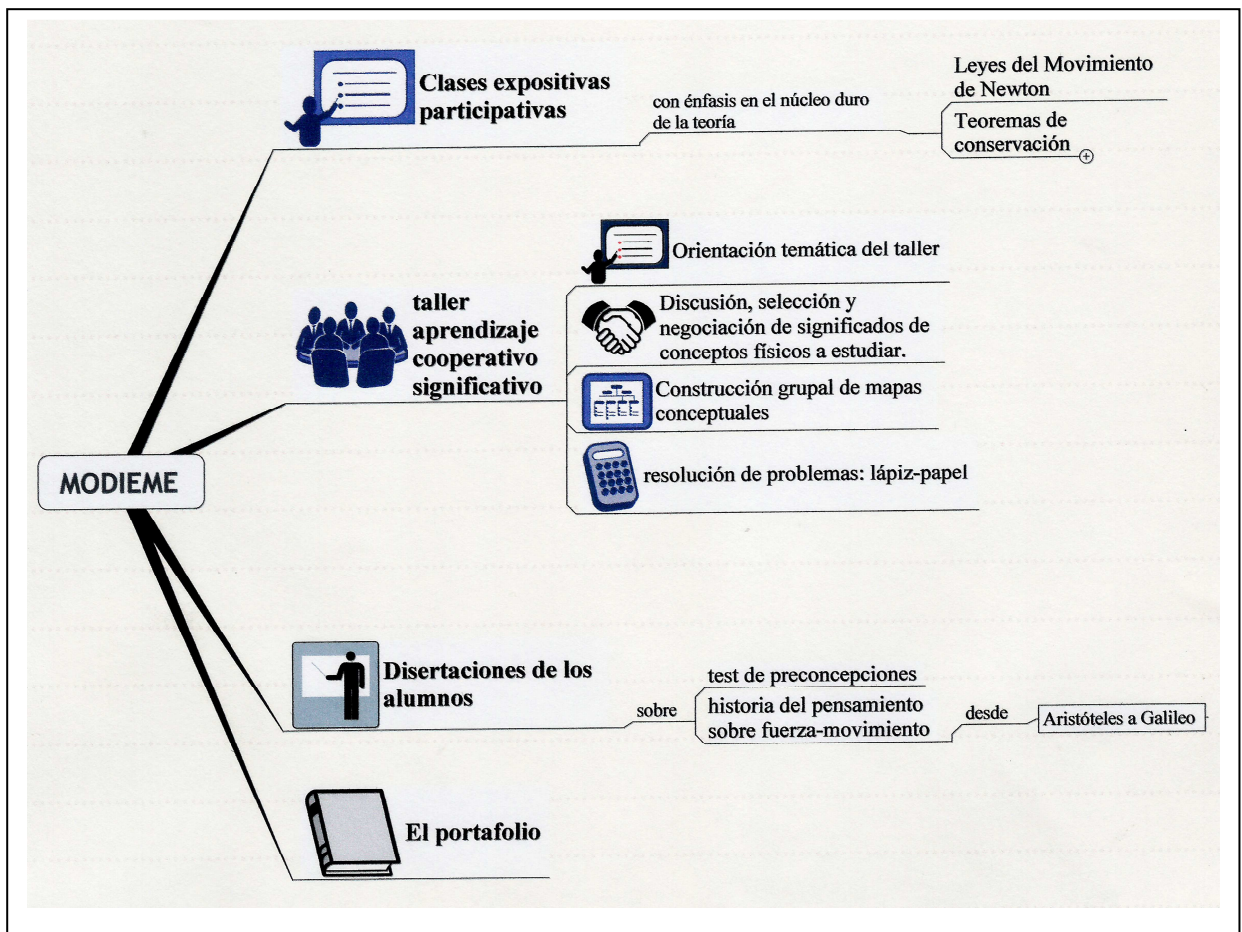 Clases expositivas
participativas
con énfasis en el núcleo duro
de la teoría
Leyes del Movimiento
de Newton
Teoremas de
conservación
Orientación temática del taller
taller
aprendizaje
cooperativo
significativo
Discusión, selección y
negociación de significados de
conceptos físicos a estudiar.
Construcción grupal de mapas
conceptuales
resolución de problemas: lápiz-papel
MODIEME
Disertaciones de los
alumnos
sobre
test de preconcepciones
historia del pensamiento
sobre fuerza-movimiento
desde
Aristóteles a Galileo
El portafolio